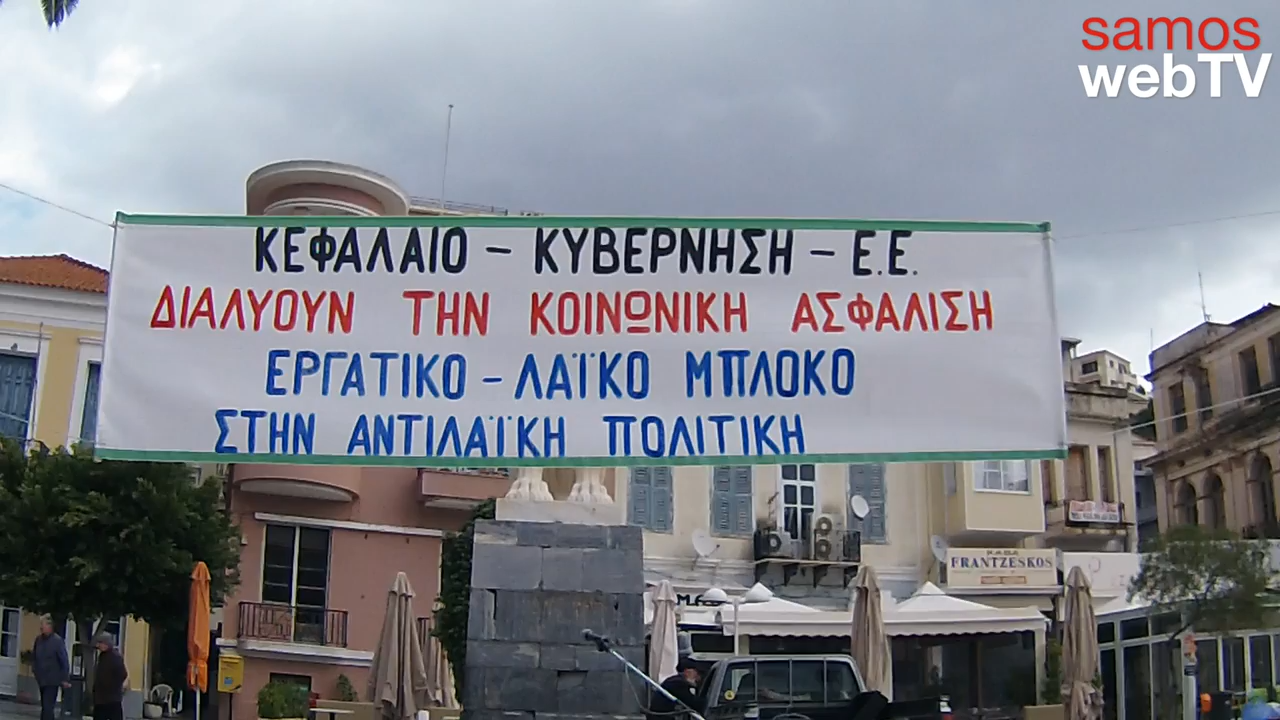 samos
webTV
ΚΕΦΑΛΑΙΟ - ΚΥΒΕΡΝΗΣΗ - Ε.Ε.
ΔΙΑΛΥΟΥΝ ΤΗΝ ΚΟΙΝΩΝΙΚΗ ΑΣΦΑΛΙΣΗ
ΕΡΓΑΤΙΚΟ - ΛΑΪΚΟ ΜΠΛΟΚΟ
ΣΤΗΝ ΑΝΤΙΛΑΪΚΗ ΠΟΛΙΤΙΚΗ
FRANTZESKOS